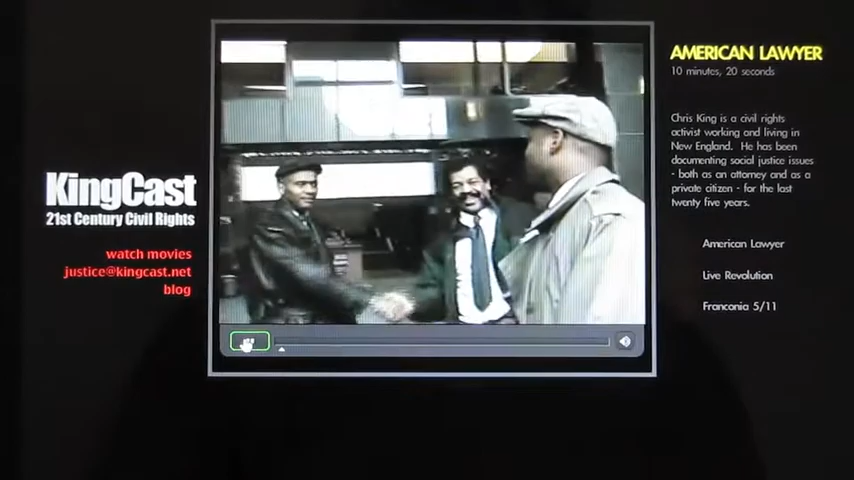 KingCast
21st Century Civil Rights
watch movies
justice@kingcast.net
blog
AMERICAN LAWYER
10 minutes, 20 seconds
Chris King is a civil rights
activist working and living in
New England. He has been
documenting social justice issues
- both as an attorney and as a
private citizen - for the last
twenty five years.
American Lawyer
Live Revolution
Franconia 5/11